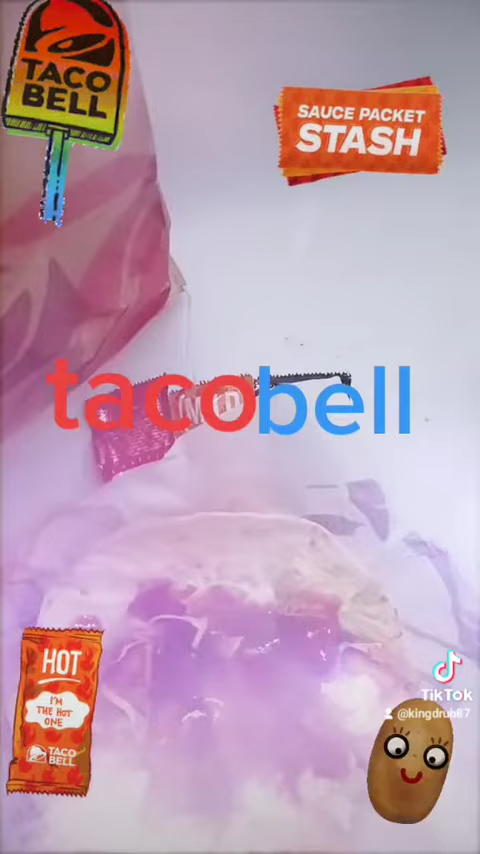 TACO
BELL
SAUCE PACKET
STASH
tacobell
HOT
I'M
THE HOT
ONE
TACO
BELL
TikTok
@kingdrub87